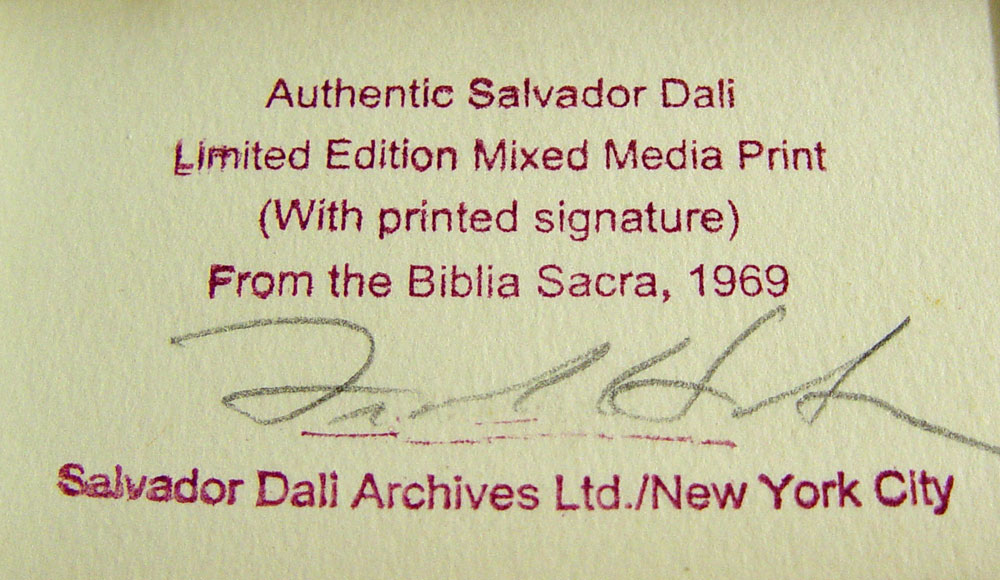 Authentic Salvador Dali
Limited Edition Mixed Media Print
(With printed signature)
From the Biblia Sacra, 1969
Salvador Dali Archives Ltd./New York City